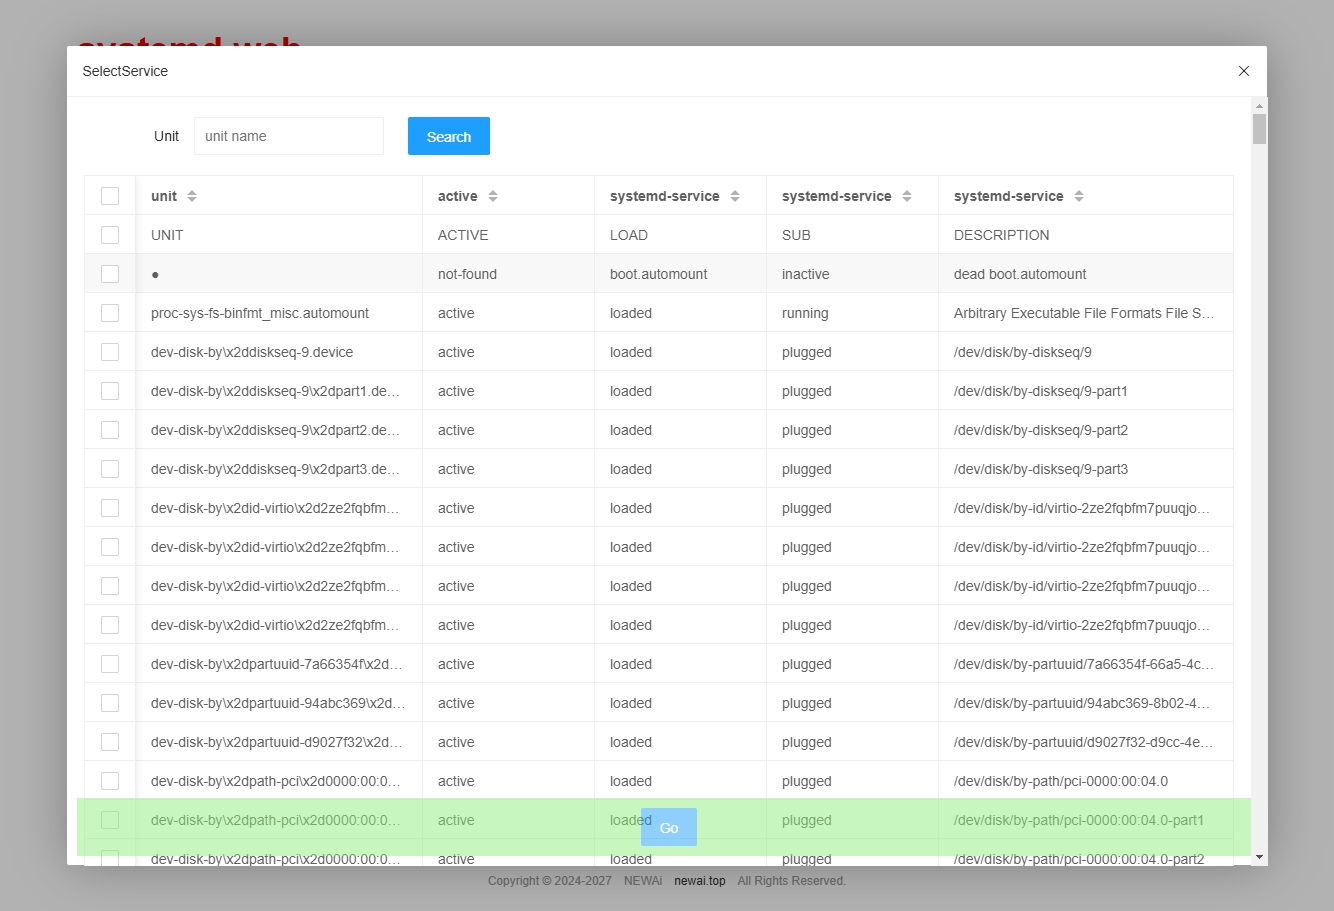 systemd-web
SelectService
Unit unit name Search
unit active systemd-service systemd-service systemd-service
UNIT ACTIVE LOAD SUB DESCRIPTION
● not-found boot.automount inactive dead boot.automount
proc-sys-fs-binfmt_misc.automount active loaded running Arbitrary Executable File Formats File S...
dev-disk-by\x2ddiskseq-9.device active loaded plugged /dev/disk/by-diskseq/9
dev-disk-by\x2ddiskseq-9\x2dpart1.de... active loaded plugged /dev/disk/by-diskseq/9-part1
dev-disk-by\x2ddiskseq-9\x2dpart2.de... active loaded plugged /dev/disk/by-diskseq/9-part2
dev-disk-by\x2ddiskseq-9\x2dpart3.de... active loaded plugged /dev/disk/by-diskseq/9-part3
dev-disk-by\x2did-virtio\x2d2ze2fqbfm... active loaded plugged /dev/disk/by-id/virtio-2ze2fqbfm7puuqjo...
dev-disk-by\x2did-virtio\x2d2ze2fqbfm... active loaded plugged /dev/disk/by-id/virtio-2ze2fqbfm7puuqjo...
dev-disk-by\x2did-virtio\x2d2ze2fqbfm... active loaded plugged /dev/disk/by-id/virtio-2ze2fqbfm7puuqjo...
dev-disk-by\x2did-virtio\x2d2ze2fqbfm... active loaded plugged /dev/disk/by-id/virtio-2ze2fqbfm7puuqjo...
dev-disk-by\x2dpartuuid-7a66354f\x2d... active loaded plugged /dev/disk/by-partuuid/7a66354f-66a5-4c...
dev-disk-by\x2dpartuuid-94abc369\x2d... active loaded plugged /dev/disk/by-partuuid/94abc369-8b02-4...
dev-disk-by\x2dpartuuid-d9027f32\x2d... active loaded plugged /dev/disk/by-partuuid/d9027f32-d9cc-4e...
dev-disk-by\x2dpath-pci\x2d0000:00:0... active loaded plugged /dev/disk/by-path/pci-0000:00:04.0
dev-disk-by\x2dpath-pci\x2d0000:00:0... active loaded plugged /dev/disk/by-path/pci-0000:00:04.0-part1
Go
dev-disk-by\x2dpath-pci\x2d0000:00:0... active loaded plugged /dev/disk/by-path/pci-0000:00:04.0-part2
Copyright © 2024-2027 NEWAi newai.top All Rights Reserved.